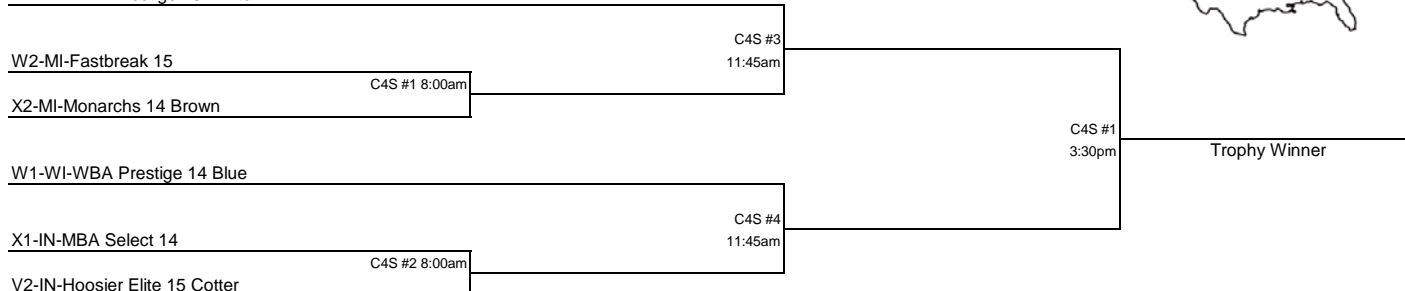 C4S #3
W2-MI-Fastbreak 15
11:45am
C4S #1 8:00am
X2-MI-Monarchs 14 Brown
C4S #1
3:30pm
Trophy Winner
W1-WI-WBA Prestige 14 Blue
C4S #4
X1-IN-MBA Select 14
11:45am
C4S #2 8:00am
V2-IN-Hoosier Elite 15 Cotter